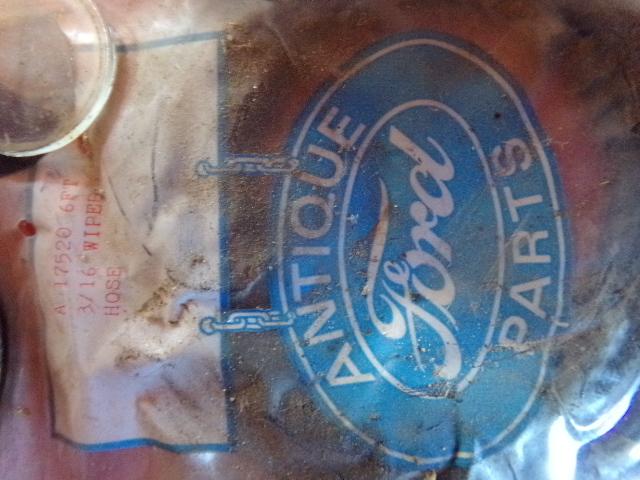 ANTIQUE
Ford
PARTS
A 17520 6FT
3/16 WIPER
HOSE